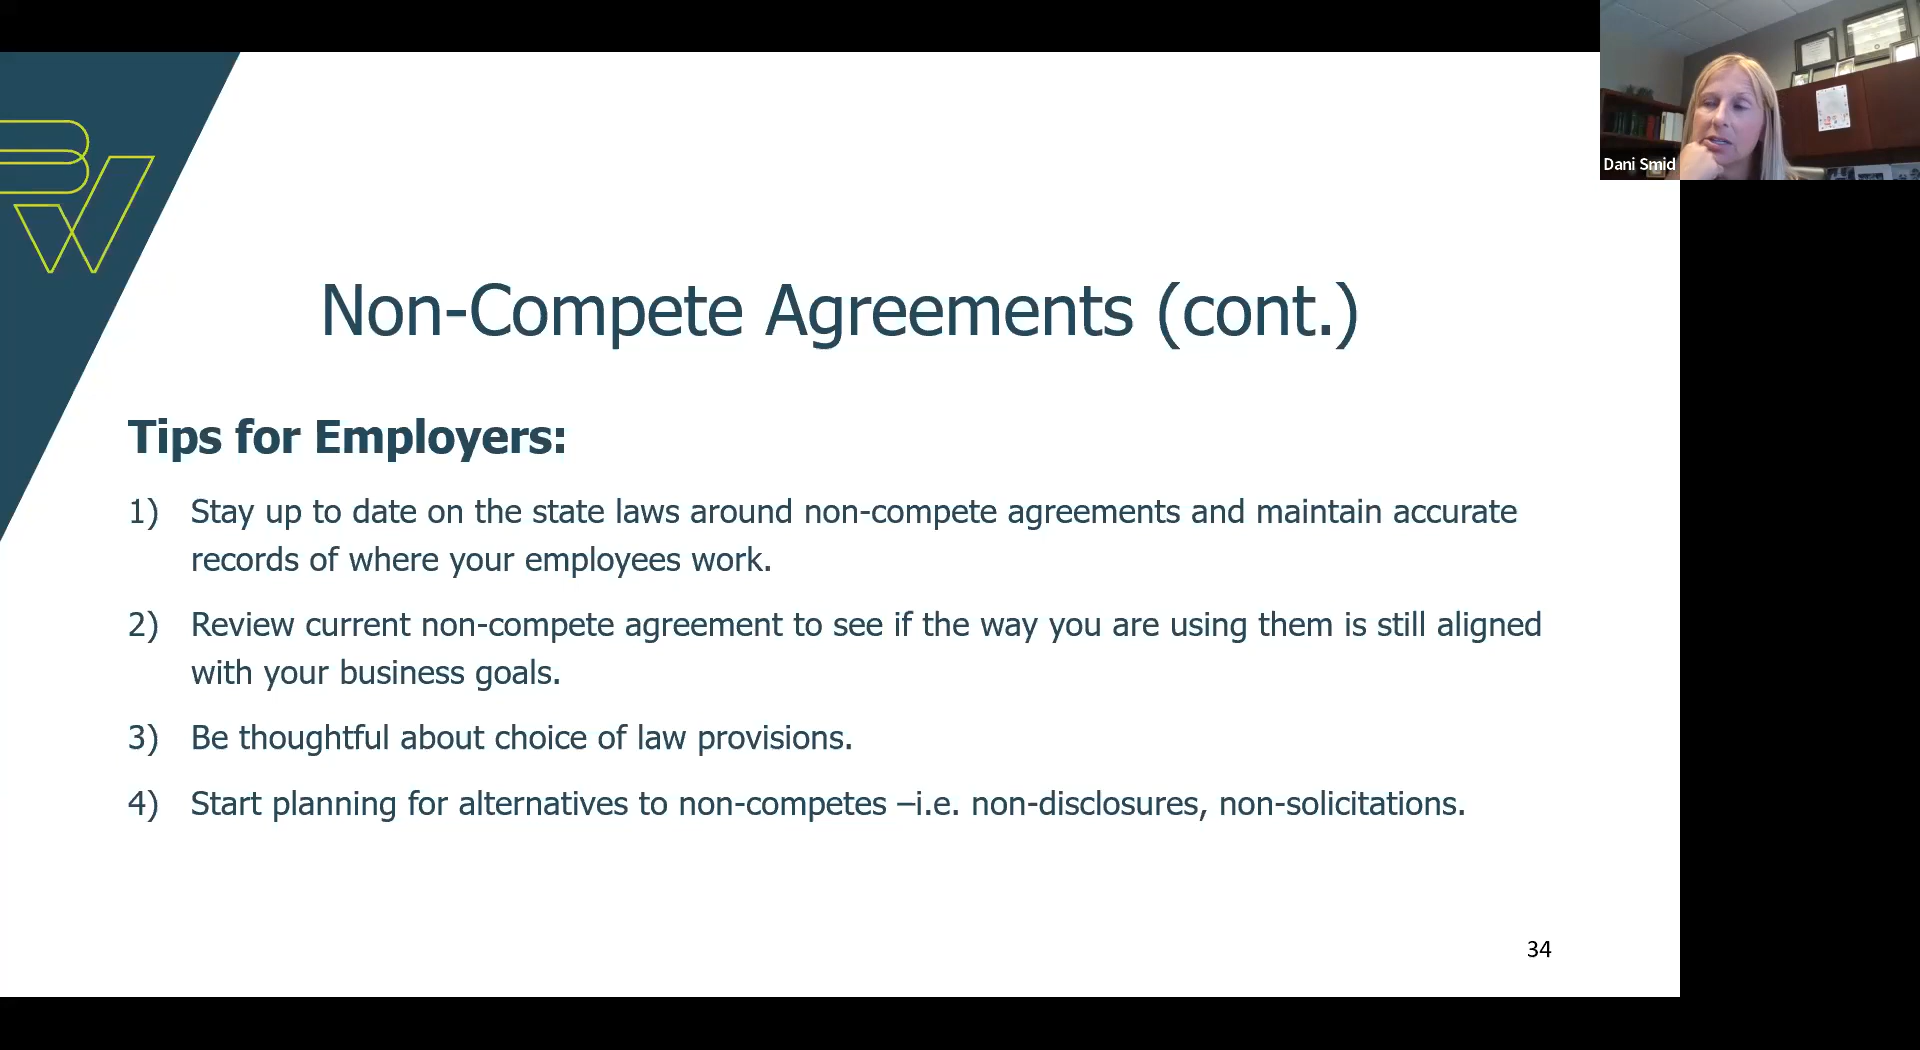 Dani Smid
Non-Compete Agreements (cont.)
Tips for Employers:
1) Stay up to date on the state laws around non-compete agreements and maintain accurate
records of where your employees work.
2) Review current non-compete agreement to see if the way you are using them is still aligned
with your business goals.
3) Be thoughtful about choice of law provisions.
4) Start planning for alternatives to non-competes –i.e. non-disclosures, non-solicitations.
34